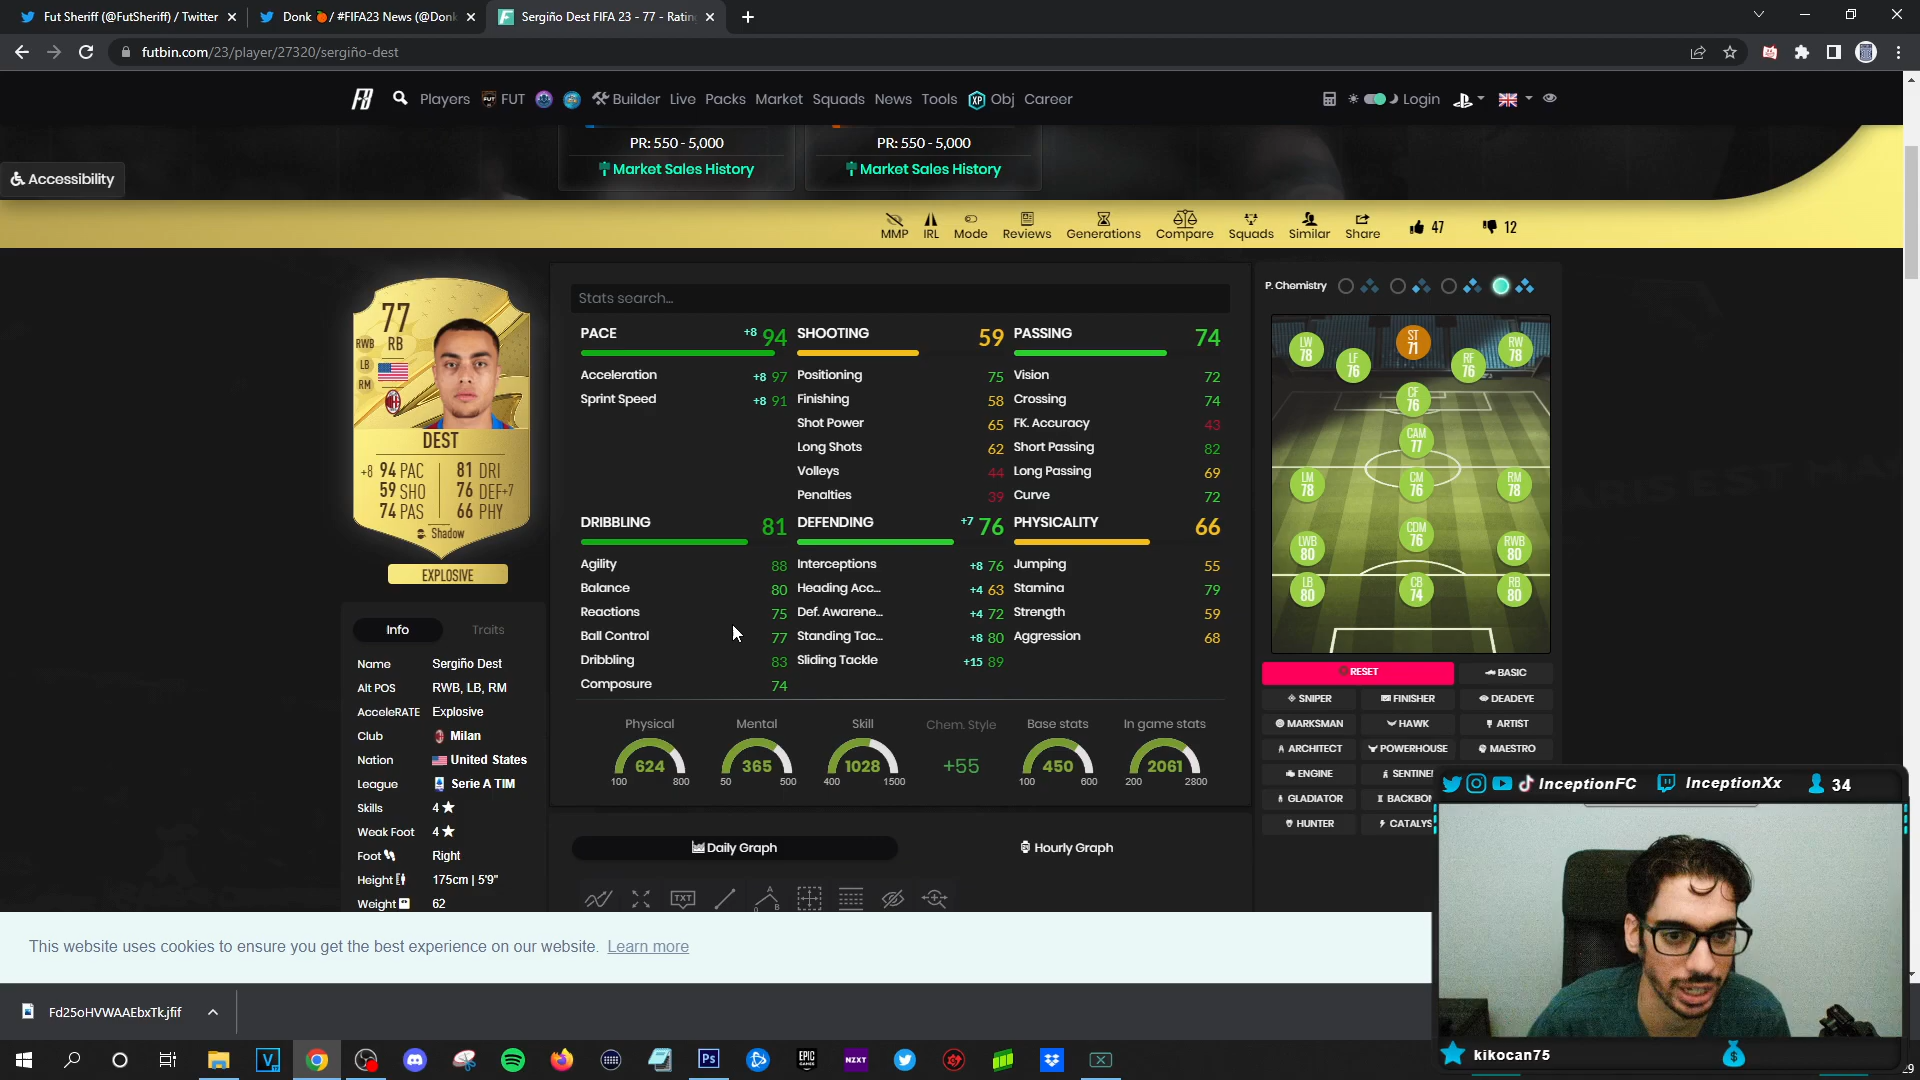 Fut Sheriff (@FutSheriff) / Twitter
Donk 🍊 / #FIFA23 News (@Donk
Sergiño Dest FIFA 23 - 77 - Rating
futbin.com/23/player/27320/sergiño-dest
Players FUT Builder Live Packs Market Squads News Tools Obj Career
Login
PR: 550 - 5,000
Market Sales History
PR: 550 - 5,000
Market Sales History
Accessibility
MMP IRL Mode Reviews Generations Compare Squads Similar Share 47 12
77
RB
RWB
LB
RM
DEST
+8 94 PAC 81 DRI
59 SHO 76 DEF+7
74 PAS 66 PHY
Shadow
EXPLOSIVE
Info Traits
Name Sergiño Dest
Alt POS RWB, LB, RM
AcceleRATE Explosive
Club Milan
Nation United States
League Serie A TIM
Skills 4★
Weak Foot 4★
Foot Right
Height 175cm | 5'9"
Weight 62
Stats search...
PACE +8 94
Acceleration +8 97
Sprint Speed +8 91
SHOOTING 59
Positioning 75
Finishing 58
Shot Power 65
Long Shots 62
Volleys 44
Penalties 39
PASSING 74
Vision 72
Crossing 74
FK. Accuracy 43
Short Passing 82
Long Passing 69
Curve 72
DRIBBLING 81
Agility 88
Balance 80
Reactions 75
Ball Control 77
Dribbling 83
Composure 74
DEFENDING +7 76
Interceptions +8 76
Heading Acc... +4 63
Def. Awarene... +4 72
Standing Tac... +8 80
Sliding Tackle +15 89
PHYSICALITY 66
Jumping 55
Stamina 79
Strength 59
Aggression 68
Physical
624
100 800
Mental
365
50 500
Skill
1028
400 1500
Chem. Style
+55
Base stats
450
100 600
In game stats
2061
200 2800
Daily Graph
Hourly Graph
TXT
P. Chemistry
LW 78
LF 76
ST 71
RF 76
RW 78
CF 76
CAM 77
LM 78
CM 76
RM 78
LWB 80
CDM 76
RWB 80
LB 80
CB 74
RB 80
RESET BASIC
SNIPER FINISHER DEADEYE
MARKSMAN HAWK ARTIST
ARCHITECT POWERHOUSE MAESTRO
ENGINE SENTINE
GLADIATOR BACKBON
HUNTER CATALYS
InceptionFC InceptionXx 34
kikocan75
This website uses cookies to ensure you get the best experience on our website. Learn more
Fd25oHVWAAEbxTk.jfif
V
Ps
EPIC GAMES
NZXT
29